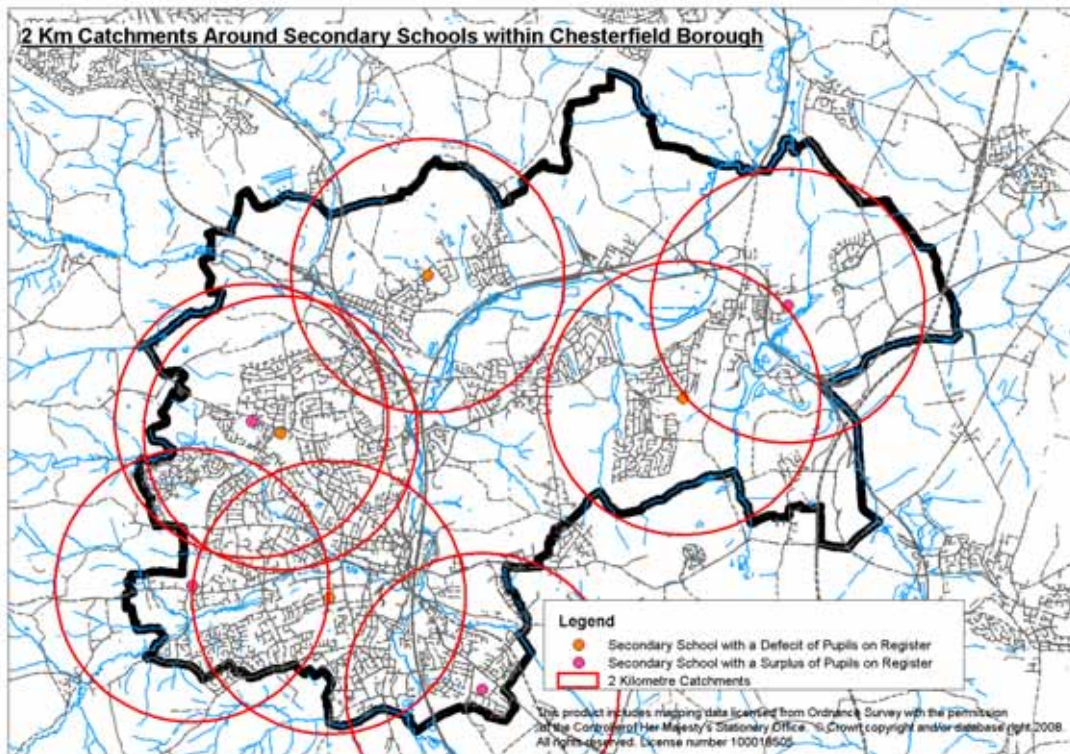 2 Km Catchments Around Secondary Schools within Chesterfield Borough
Legend
Secondary School with a Defecit of Pupils on Register
Secondary School with a Surplus of Pupils on Register
2 Kilometre Catchments
This product includes mapping data licensed from Ordnance Survey with the permission
of the Controller of Her Majesty's Stationery Office. © Crown copyright and/or database right 2008
All rights reserved. License number 100018505